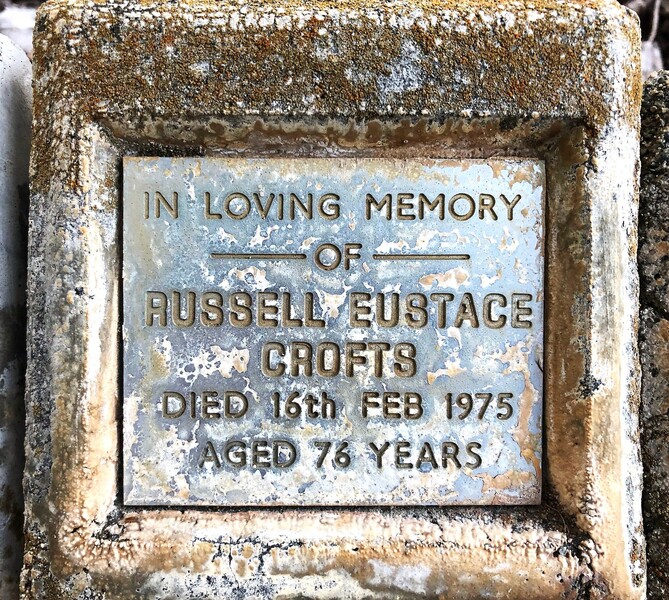 IN LOVING MEMORY
OF
RUSSELL EUSTACE
CROFTS
DIED 16th FEB 1975
AGED 76 YEARS